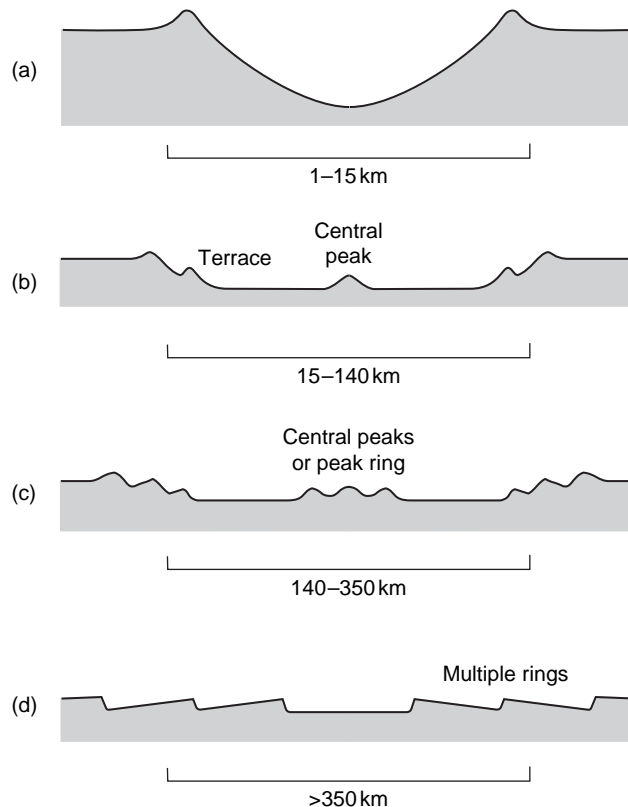 (a)
1–15 km
(b)
Terrace
Central
peak
15–140 km
(c)
Central peaks
or peak ring
140–350 km
(d)
Multiple rings
>350 km